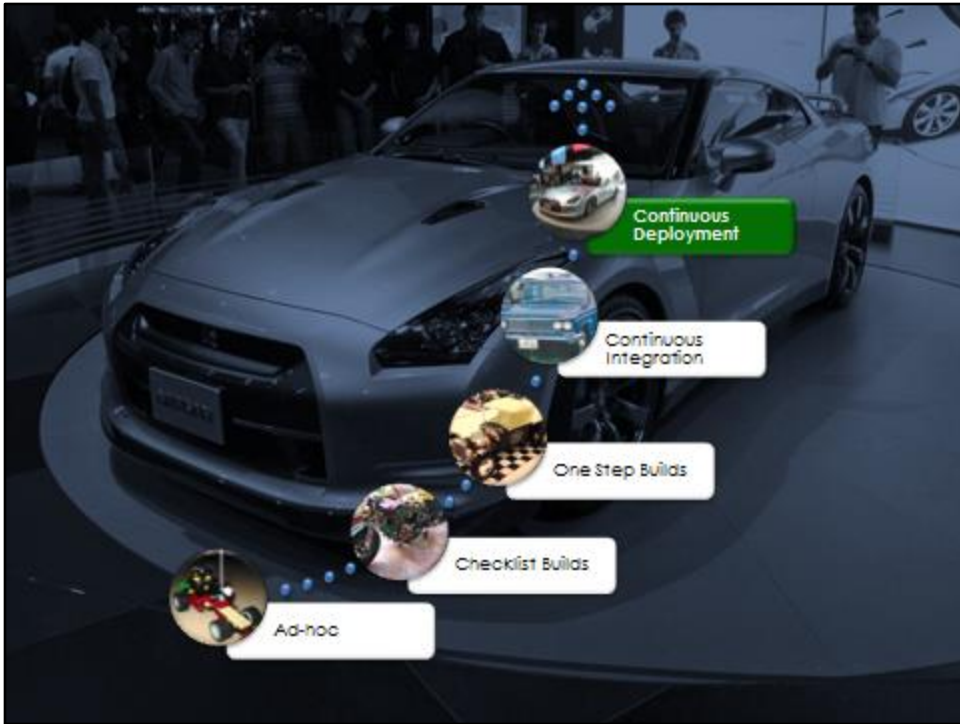 Continuous
Deployment
Continuous
Integration
One Step Builds
Checklist Builds
Ad-hoc